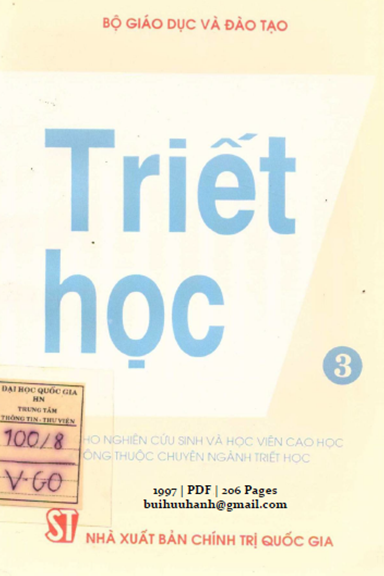 BỘ GIÁO DỤC VÀ ĐÀO TẠO
Triết
học
3
ĐẠI HỌC QUỐC GIA
HN
TRUNG TÂM
THÔNG TIN - THƯ VIỆN
100/8
V-G0
HO NGHIÊN CỨU SINH VÀ HỌC VIÊN CAO HỌC
ÔNG THUỘC CHUYÊN NGÀNH TRIẾT HỌC
1997 | PDF | 206 Pages
buihuuhanh@gmail.com
ST NHÀ XUẤT BẢN CHÍNH TRỊ QUỐC GIA